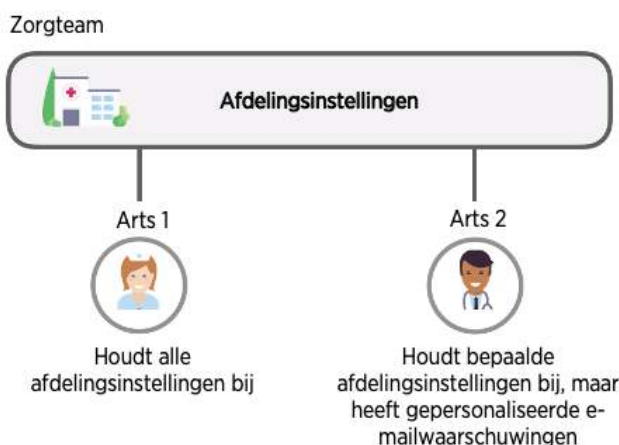 Zorgteam
Afdelingsinstellingen
Arts 1
Arts 2
Houdt alle
afdelingsinstellingen bij
Houdt bepaalde
afdelingsinstellingen bij, maar
heeft gepersonaliseerde e-
mailwaarschuwingen